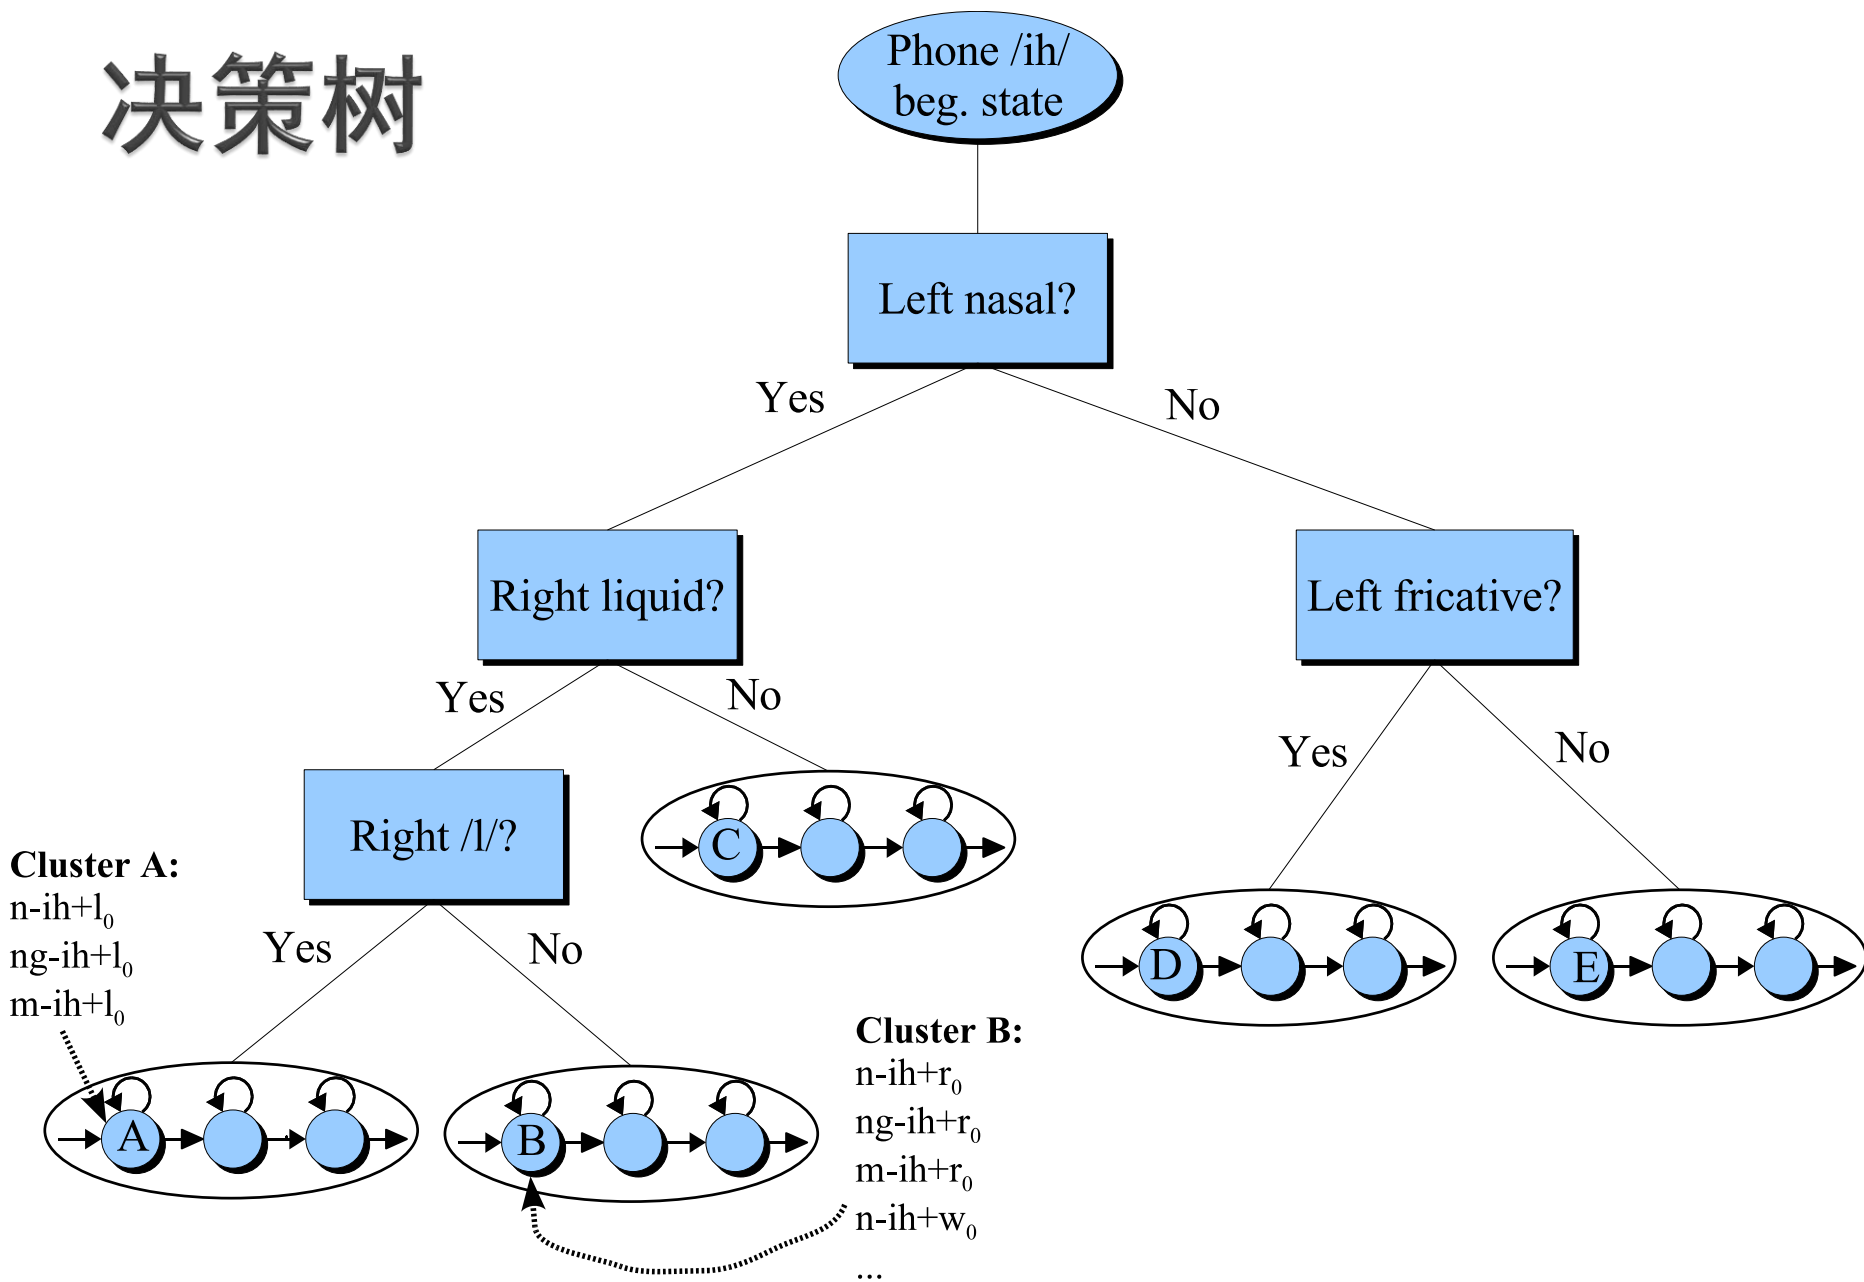 决策树
Phone /ih/
beg. state
Left nasal?
Yes
No
Right liquid?
Left fricative?
Yes
No
Yes
No
Right /l/?
C
Cluster A:
n-ih+l₀
ng-ih+l₀
m-ih+l₀
Yes
No
D
E
A
B
Cluster B:
n-ih+r₀
ng-ih+r₀
m-ih+r₀
n-ih+w₀
...